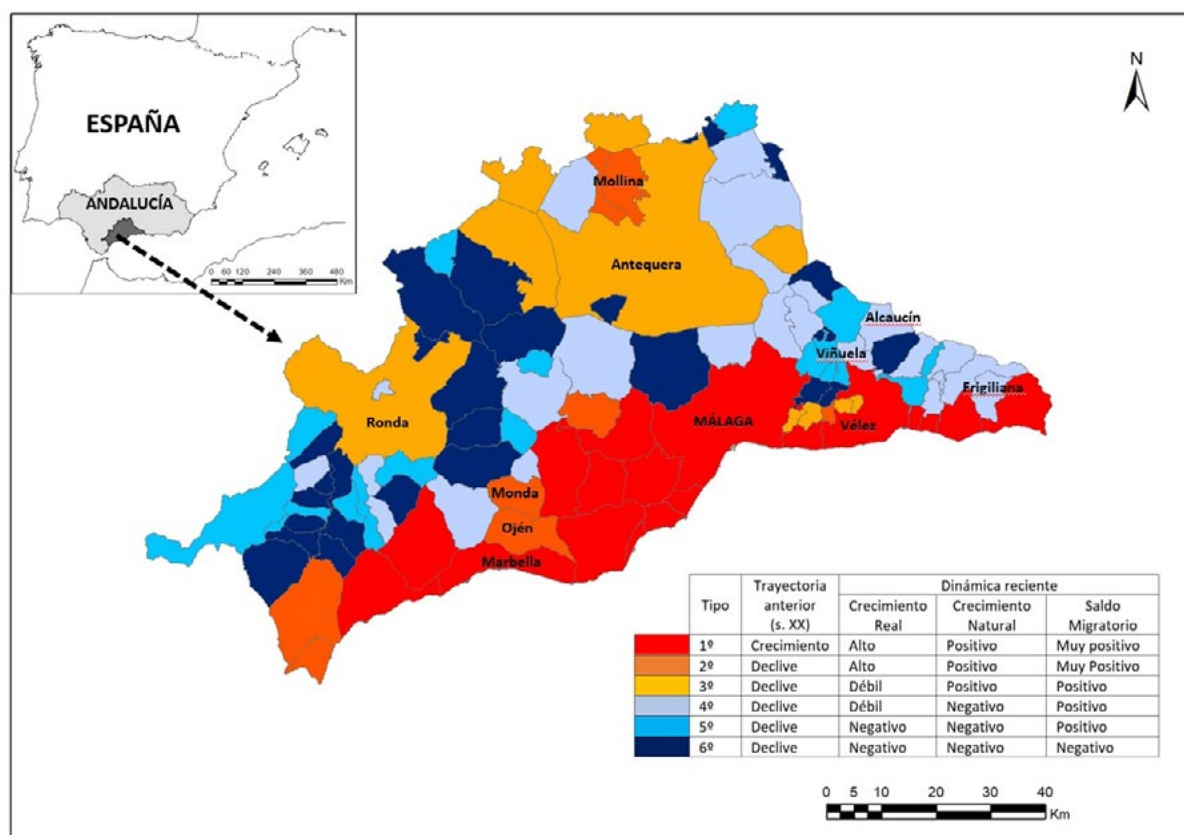 ESPAÑA
ANDALUCÍA
0 60 120 240 360 480
Km
N
Mollina
Antequera
Alcaucín
Viñuela
Frigiliana
MÁLAGA
Vélez
Ronda
Monda
Ojén
Marbella
Tipo Trayectoria anterior (s. XX) Dinámica reciente
Crecimiento Real Crecimiento Natural Saldo Migratorio
1º Crecimiento Alto Positivo Muy positivo
2º Declive Alto Positivo Muy Positivo
3º Declive Débil Positivo Positivo
4º Declive Débil Negativo Positivo
5º Declive Negativo Negativo Positivo
6º Declive Negativo Negativo Negativo
0 5 10 20 30 40
Km